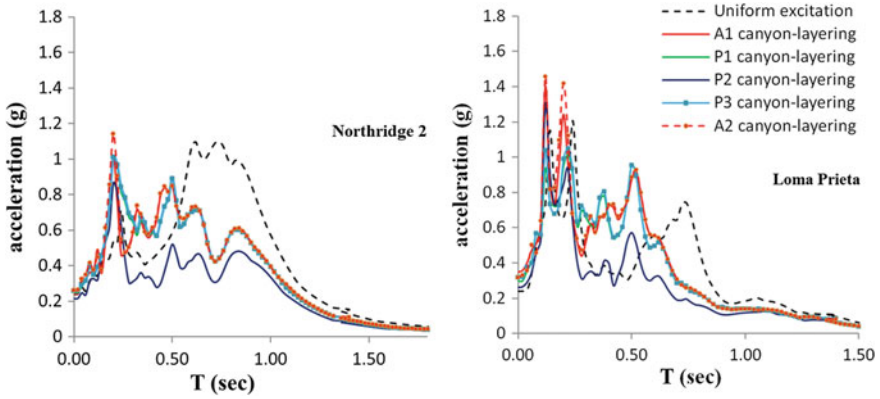 2
1.8
1.6
1.4
1.2
1
0.8
0.6
0.4
0.2
0
acceleration (g)
Northridge 2
0.00
0.50
1.00
1.50
T (sec)
1.8
1.6
1.4
1.2
1
0.8
0.6
0.4
0.2
0
acceleration (g)
Uniform excitation
A1 canyon-layering
P1 canyon-layering
P2 canyon-layering
P3 canyon-layering
A2 canyon-layering
Loma Prieta
0.00
0.50
1.00
1.50
T (sec)